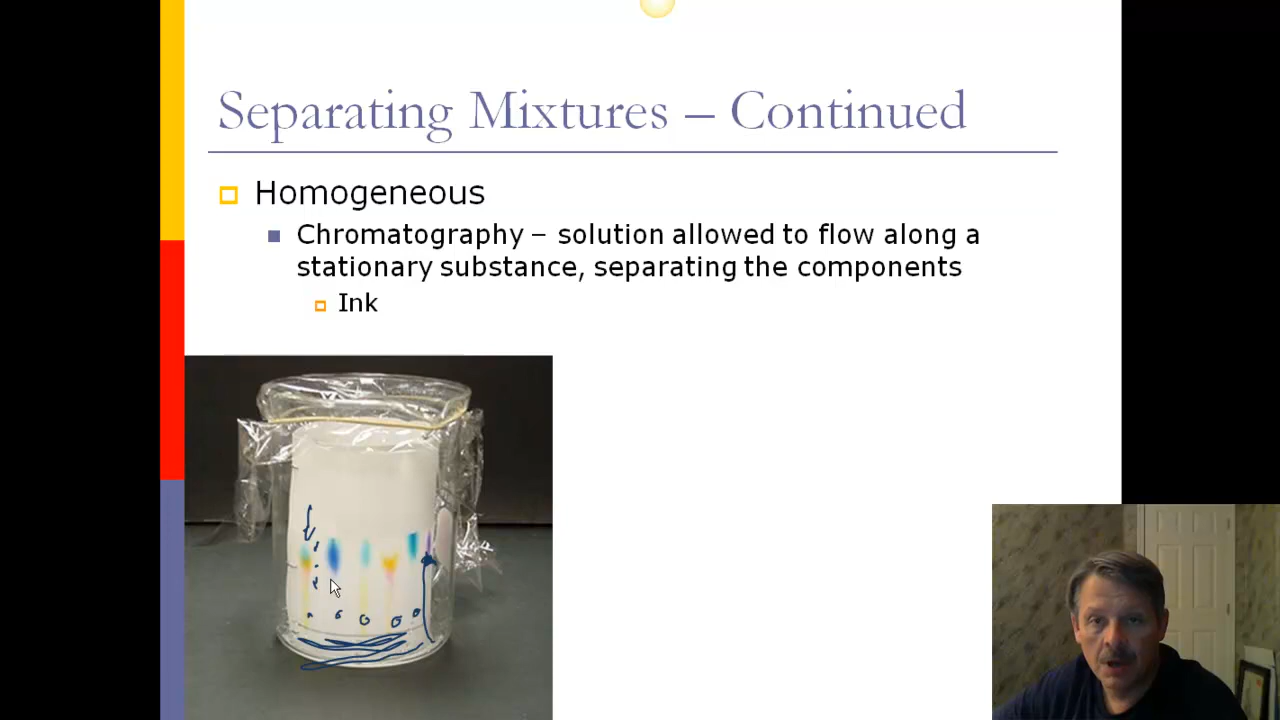 Separating Mixtures – Continued
Homogeneous
Chromatography – solution allowed to flow along a
stationary substance, separating the components
Ink